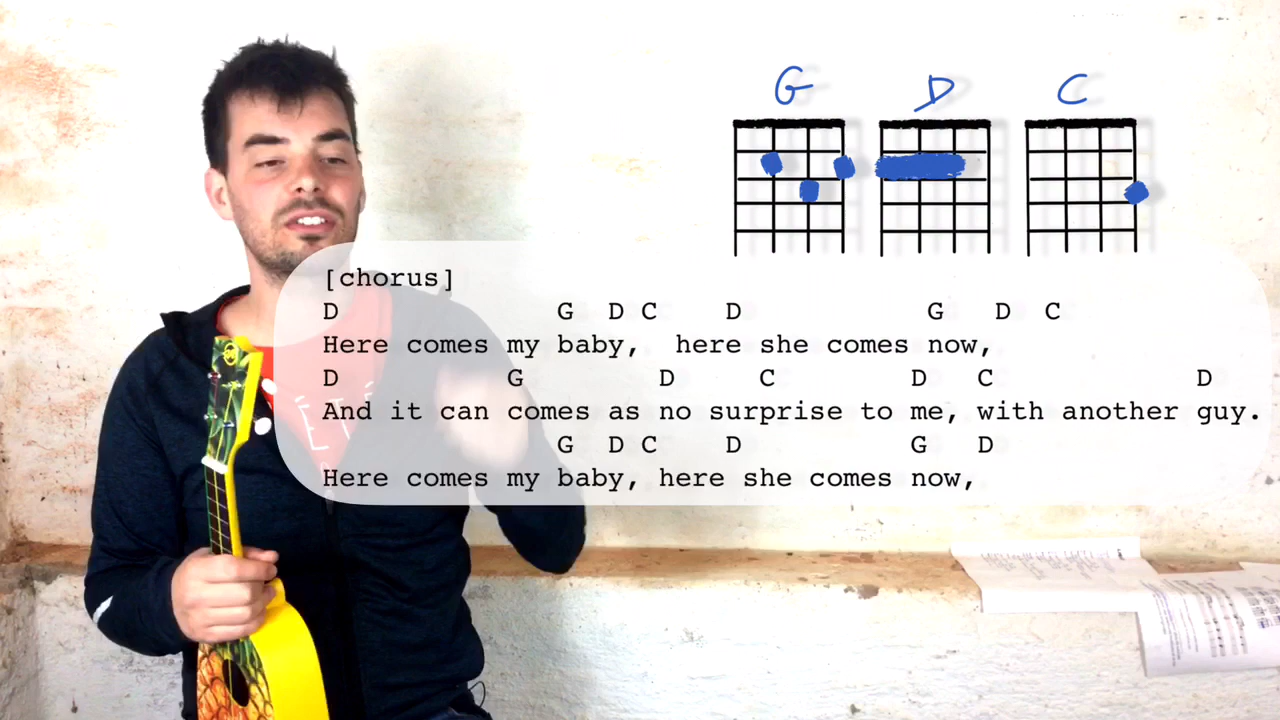 G D C
[chorus]
D G D C D G D C
Here comes my baby, here she comes now,
D G D C D C D
And it can comes as no surprise to me, with another guy.
G D C D G D
Here comes my baby, here she comes now,
ÉTÉ